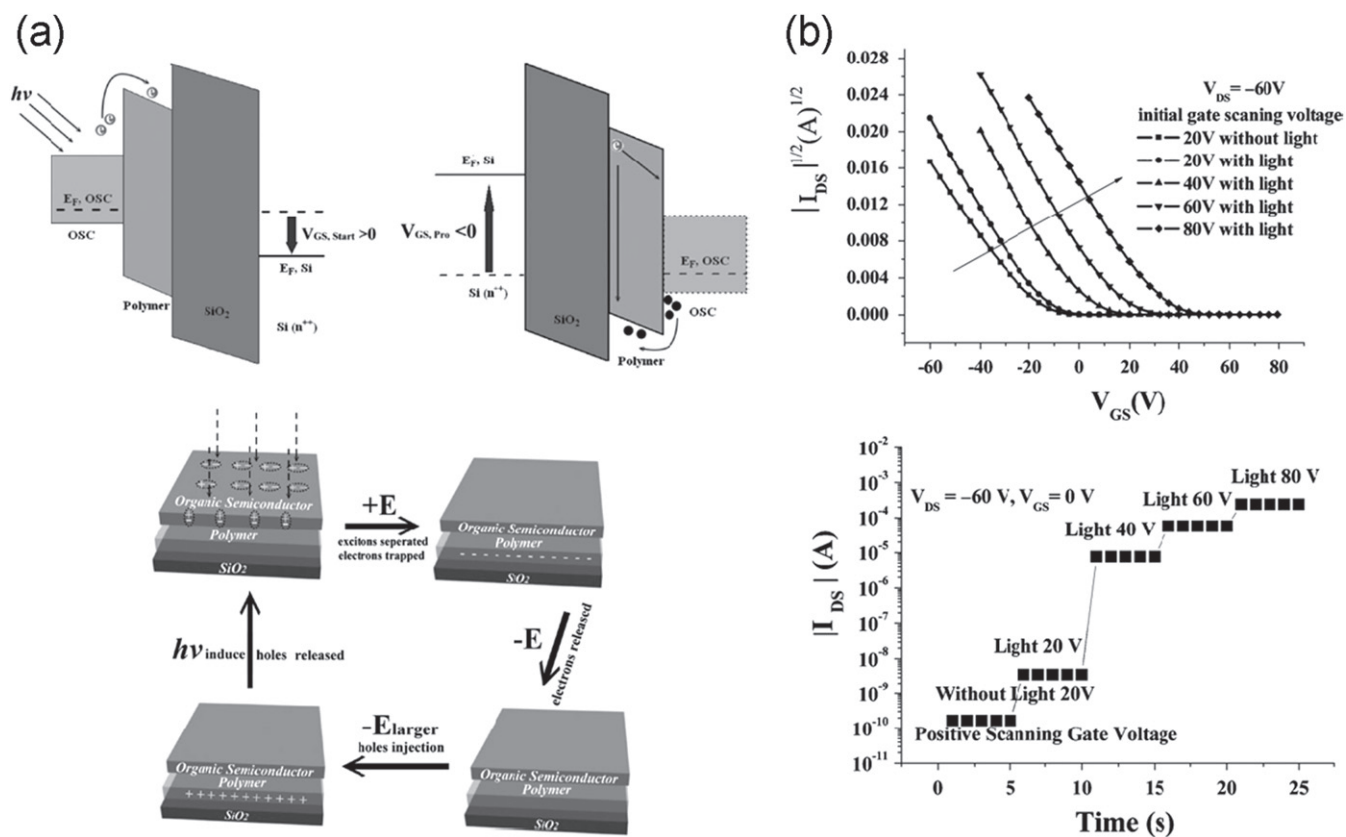 (a)
hν
e
e
e
E_F, OSC
OSC
Polymer
SiO₂
V_GS, Start >0
E_F, Si
Si (n⁺⁺)
E_F, Si
V_GS, Pro <0
Si (n⁺⁺)
SiO₂
e
E_F, OSC
OSC
Polymer
Organic Semiconductor
Polymer
SiO₂
+E
excitons seperated
electrons trapped
Organic Semiconductor
Polymer
- - - - - - - - - - -
SiO₂
-E
electrons released
Organic Semiconductor
Polymer
SiO₂
-Elarger
holes injection
Organic Semiconductor
Polymer
+ + + + + + + + + + +
SiO₂
hν induce holes released
(b)
|I_DS|^1/2 (A)^1/2
0.028
0.024
0.020
0.016
0.012
0.008
0.004
0.000
V_DS= -60V
initial gate scaning voltage
20V without light
20V with light
40V with light
60V with light
80V with light
-60 -40 -20 0 20 40 60 80
V_GS(V)
|I_DS| (A)
10⁻²
10⁻³
10⁻⁴
10⁻⁵
10⁻⁶
10⁻⁷
10⁻⁸
10⁻⁹
10⁻¹⁰
10⁻¹¹
V_DS= -60 V, V_GS= 0 V
Light 80 V
Light 60 V
Light 40 V
Light 20 V
Without Light 20V
Positive Scanning Gate Voltage
0 5 10 15 20 25
Time (s)